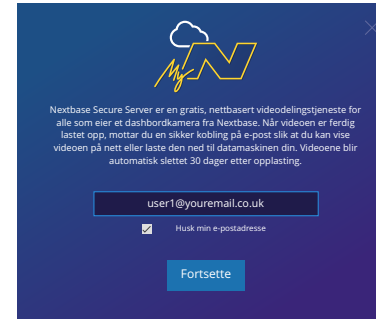 My N
Nextbase Secure Server er en gratis, nettbasert videodelingstjeneste for
alle som eier et dashbordkamera fra Nextbase. Når videoen er ferdig
lastet opp, mottar du en sikker kobling på e-post slik at du kan vise
videoen på nett eller laste den ned til datamaskinen din. Videoene blir
automatisk slettet 30 dager etter opplasting.
user1@youremail.co.uk
Husk min e-postadresse
Fortsette